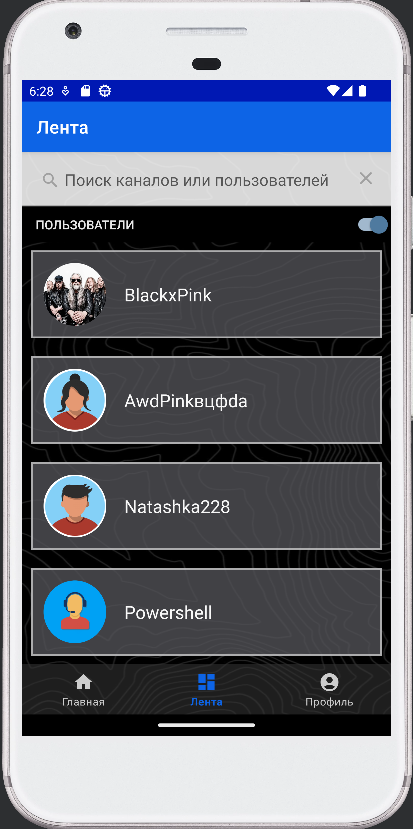 6:28
Лента
Поиск каналов или пользователей
ПОЛЬЗОВАТЕЛИ
BlackxPink
AwdPinkвцфda
Natashka228
Powershell
Главная
Лента
Профиль